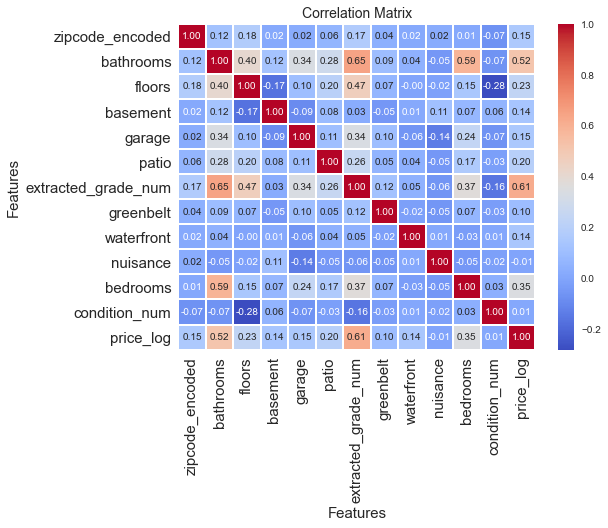 Correlation Matrix
Features
zipcode_encoded 1.00 0.12 0.18 0.02 0.02 0.06 0.17 0.04 0.02 0.02 0.01 -0.07 0.15
bathrooms 0.12 1.00 0.40 0.12 0.34 0.28 0.65 0.09 0.04 -0.05 0.59 -0.07 0.52
floors 0.18 0.40 1.00 -0.17 0.10 0.20 0.47 0.07 -0.00 -0.02 0.15 -0.28 0.23
basement 0.02 0.12 -0.17 1.00 -0.09 0.08 0.03 -0.05 0.01 0.11 0.07 0.06 0.14
garage 0.02 0.34 0.10 -0.09 1.00 0.11 0.34 0.10 -0.06 -0.14 0.24 -0.07 0.15
patio 0.06 0.28 0.20 0.08 0.11 1.00 0.26 0.05 0.04 -0.05 0.17 -0.03 0.20
extracted_grade_num 0.17 0.65 0.47 0.03 0.34 0.26 1.00 0.12 0.05 -0.06 0.37 -0.16 0.61
greenbelt 0.04 0.09 0.07 -0.05 0.10 0.05 0.12 1.00 -0.02 -0.05 0.07 -0.03 0.10
waterfront 0.02 0.04 -0.00 0.01 -0.06 0.04 0.05 -0.02 1.00 0.01 -0.03 0.01 0.14
nuisance 0.02 -0.05 -0.02 0.11 -0.14 -0.05 -0.06 -0.05 0.01 1.00 -0.05 -0.02 -0.01
bedrooms 0.01 0.59 0.15 0.07 0.24 0.17 0.37 0.07 -0.03 -0.05 1.00 0.03 0.35
condition_num -0.07 -0.07 -0.28 0.06 -0.07 -0.03 -0.16 -0.03 0.01 -0.02 0.03 1.00 0.01
price_log 0.15 0.52 0.23 0.14 0.15 0.20 0.61 0.10 0.14 -0.01 0.35 0.01 1.00
zipcode_encoded
bathrooms
floors
basement
garage
patio
extracted_grade_num
greenbelt
waterfront
nuisance
bedrooms
condition_num
price_log
Features
1.0
0.8
0.6
0.4
0.2
0.0
−0.2